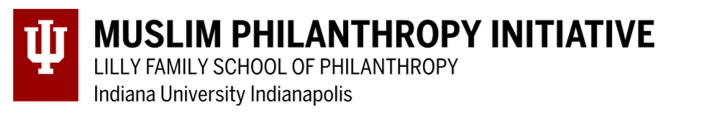 MUSLIM PHILANTHROPY INITIATIVE
LILLY FAMILY SCHOOL OF PHILANTHROPY
Indiana University Indianapolis